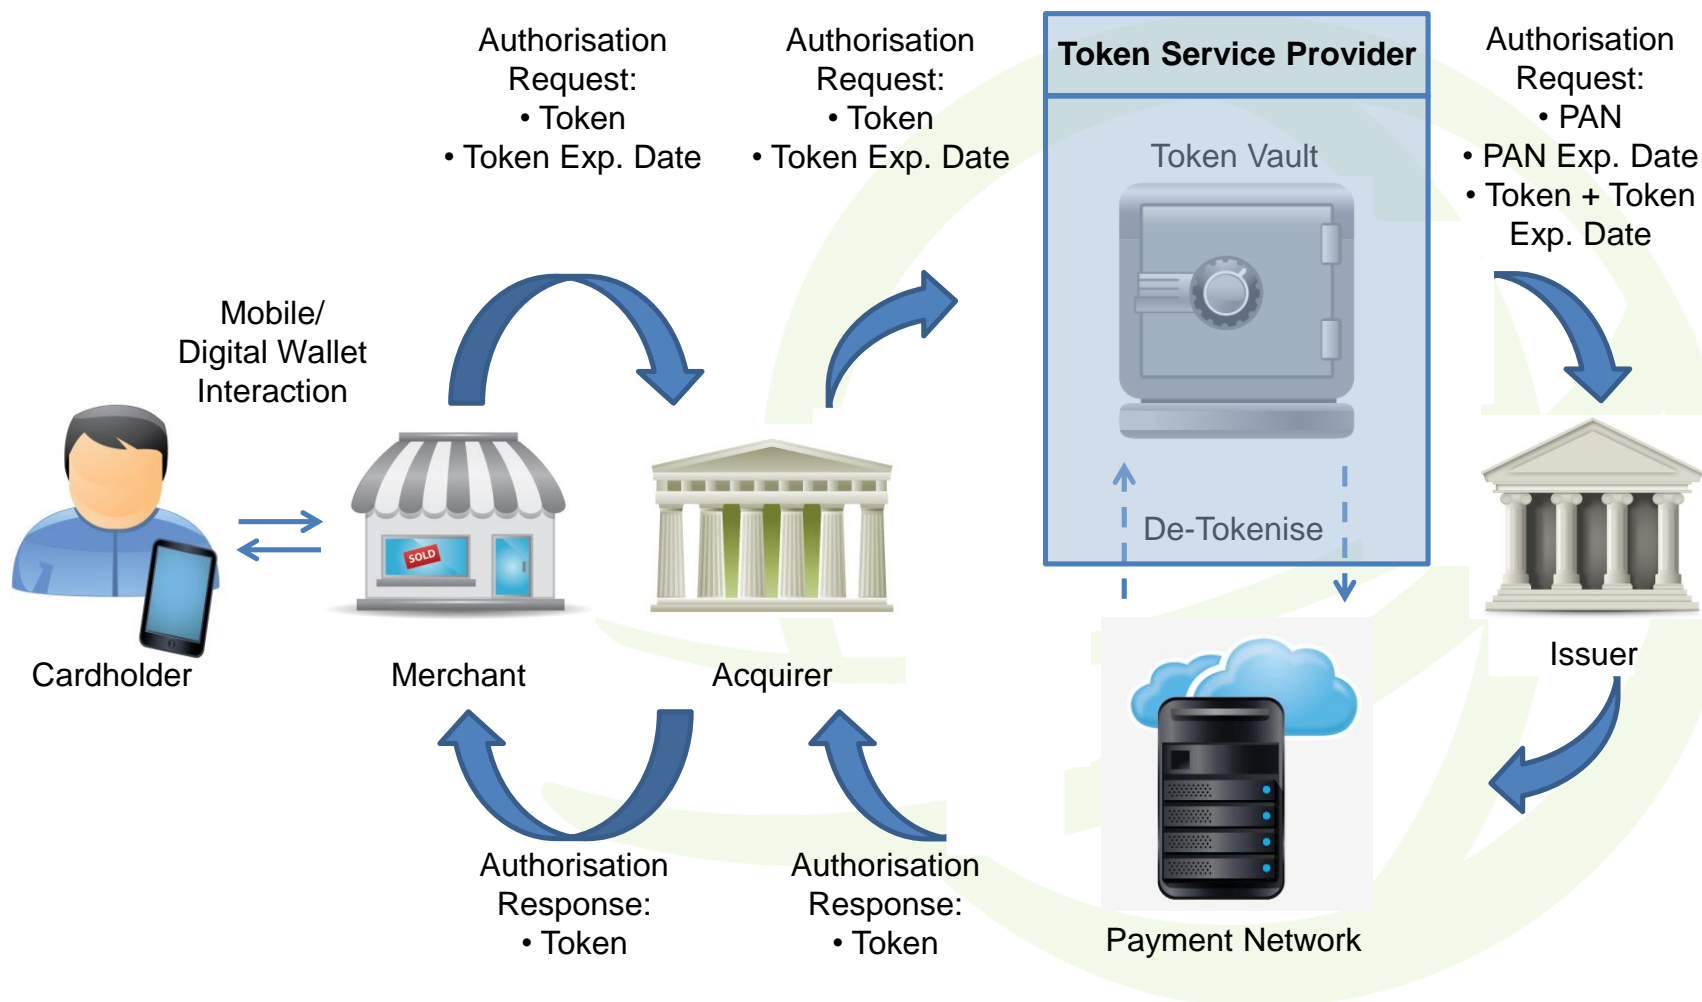 Authorisation
Request:
• Token
• Token Exp. Date
Authorisation
Request:
• Token
• Token Exp. Date
Token Service Provider
Token Vault
De-Tokenise
Authorisation
Request:
• PAN
• PAN Exp. Date
• Token + Token
Exp. Date
Mobile/
Digital Wallet
Interaction
SOLD
Cardholder
Merchant
Acquirer
Issuer
Authorisation
Response:
• Token
Authorisation
Response:
• Token
Payment Network